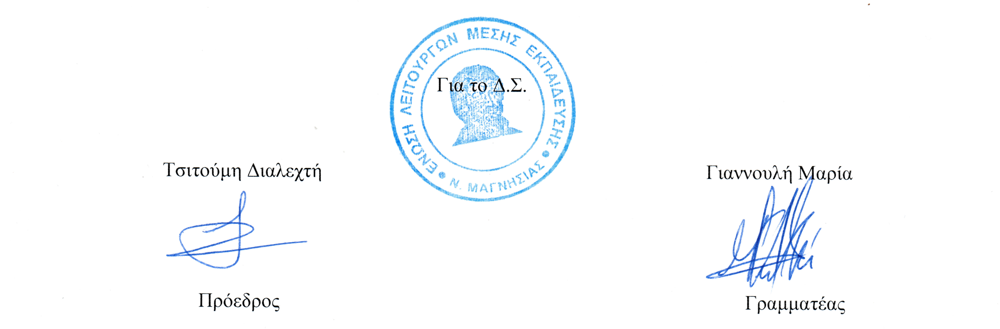 ΕΝΩΣΗ ΛΕΙΤΟΥΡΓΩΝ ΜΕΣΗΣ ΕΚΠΑΙΔΕΥΣΗΣ
Ν. ΜΑΓΝΗΣΙΑΣ
Για το Δ.Σ.
Τσιτούμη Διαλεχτή
Γιαννουλή Μαρία
Πρόεδρος
Γραμματέας